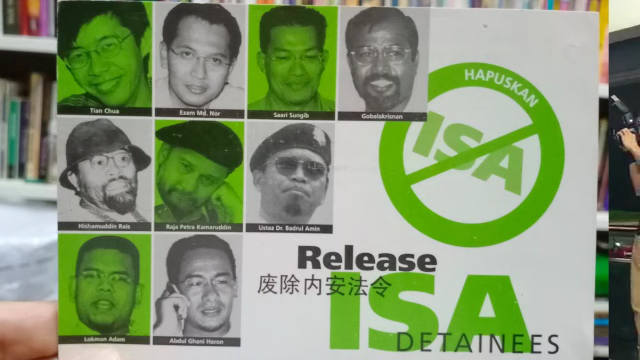 Tian Chua
Ezam Md. Nor
Saari Sungib
Gobalakrisnan
Hishamuddin Rais
Raja Petra Kamaruddin
Ustaz Dr. Badrul Amin
Lokman Adam
Abdul Ghani Haron
HAPUSKAN
ISA
Release
废除内安法令
ISA
DETAINEES